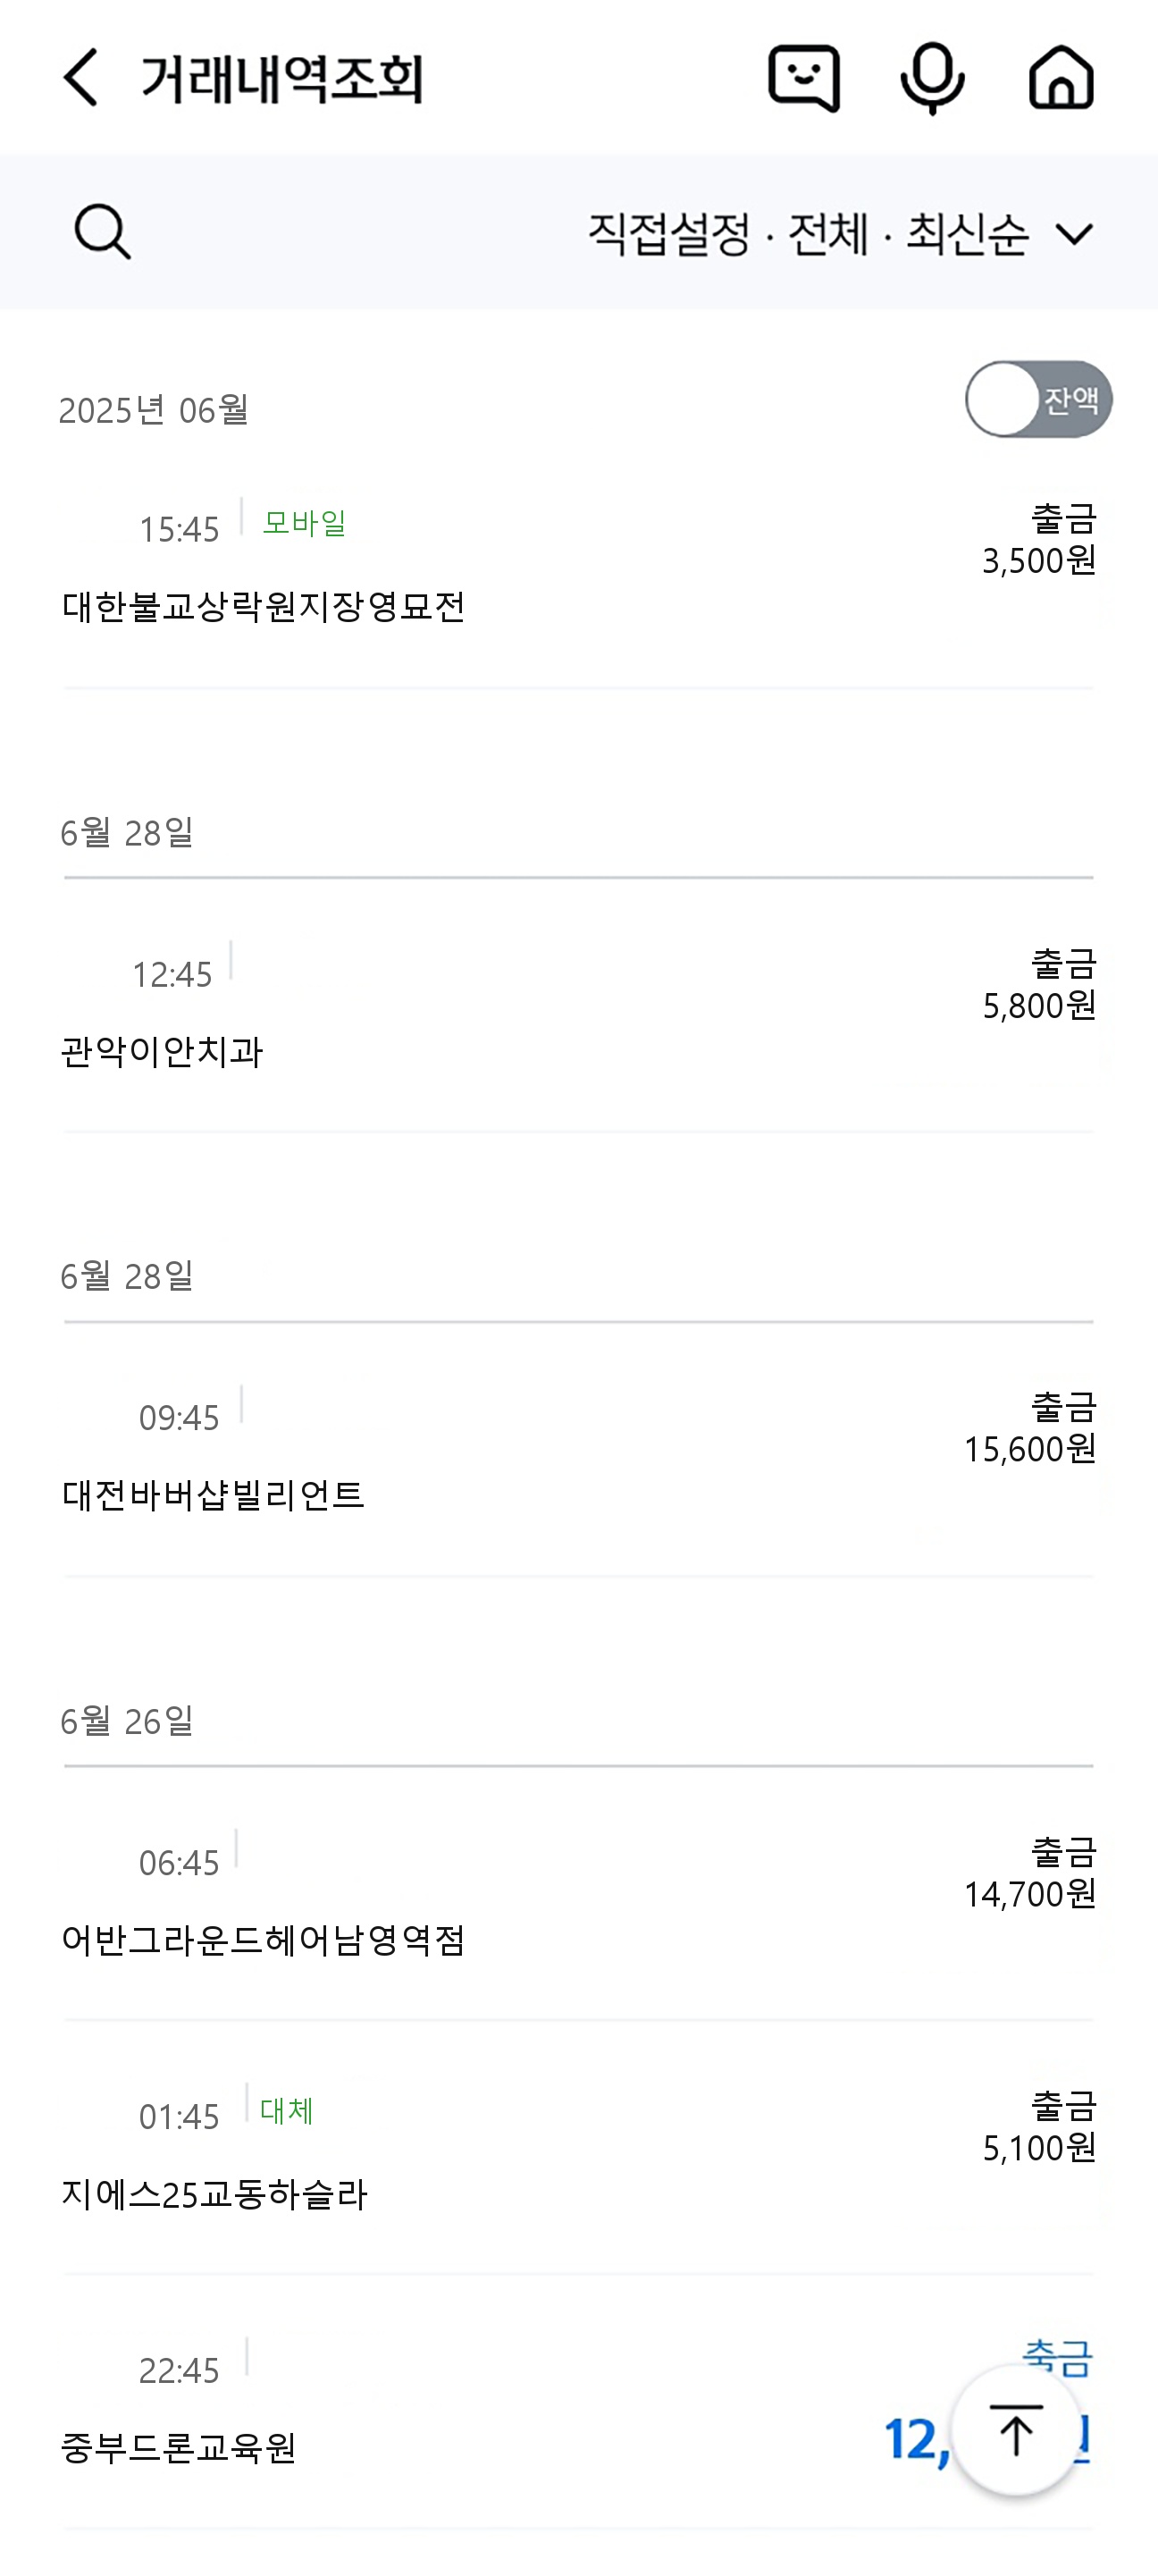 거래내역조회
직접설정 · 전체 · 최신순
2025년 06월
잔액
15:45 모바일
출금
3,500원
대한불교상락원지장영묘전
6월 28일
12:45
출금
5,800원
관악이안치과
6월 28일
09:45
출금
15,600원
대전바버샵빌리언트
6월 26일
06:45
출금
14,700원
어반그라운드헤어남영역점
01:45 대체
출금
5,100원
지에스25교동하슬라
22:45
출금
12,
중부드론교육원